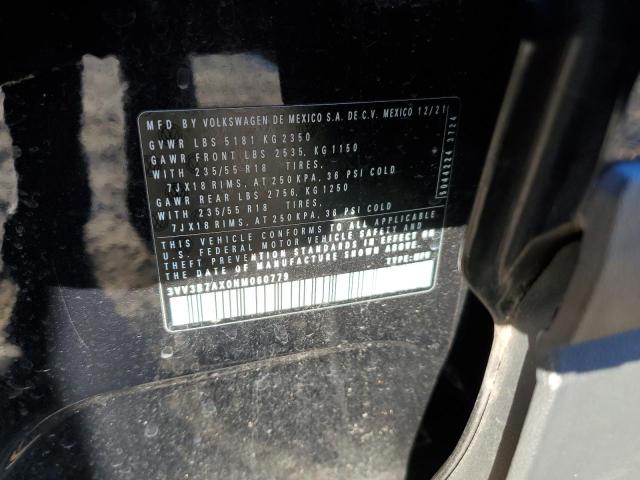 MFD. BY VOLKSWAGEN DE MEXICO S.A. DE C.V. MEXICO 12/21
GVWR LBS 5181 KG 2350
GAWR FRONT LBS 2535, KG 1150
WITH 235/55 R18 TIRES,
7JX18 RIMS, AT 250 KPA, 36 PSI COLD
GAWR REAR LBS 2756, KG 1250
WITH 235/55 R18 TIRES,
7JX18 RIMS, AT 250 KPA, 36 PSI COLD
THIS VEHICLE CONFORMS TO ALL APPLICABLE
U.S. FEDERAL MOTOR VEHICLE SAFETY AND
THEFT PREVENTION STANDARDS IN EFFECT ON
THE DATE OF MANUFACTURE SHOWN ABOVE
TYPE: MPV
3VV3B7AX0NM060779